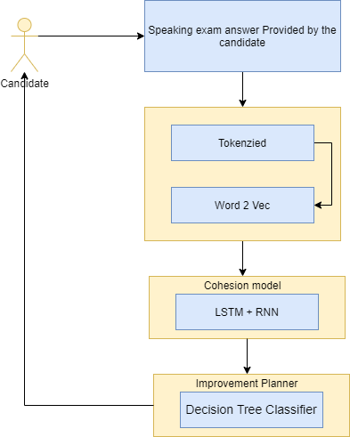 Speaking exam answer Provided by the
candidate
Candidate
Tokenzied
Word 2 Vec
Cohesion model
LSTM + RNN
Improvement Planner
Decision Tree Classifier